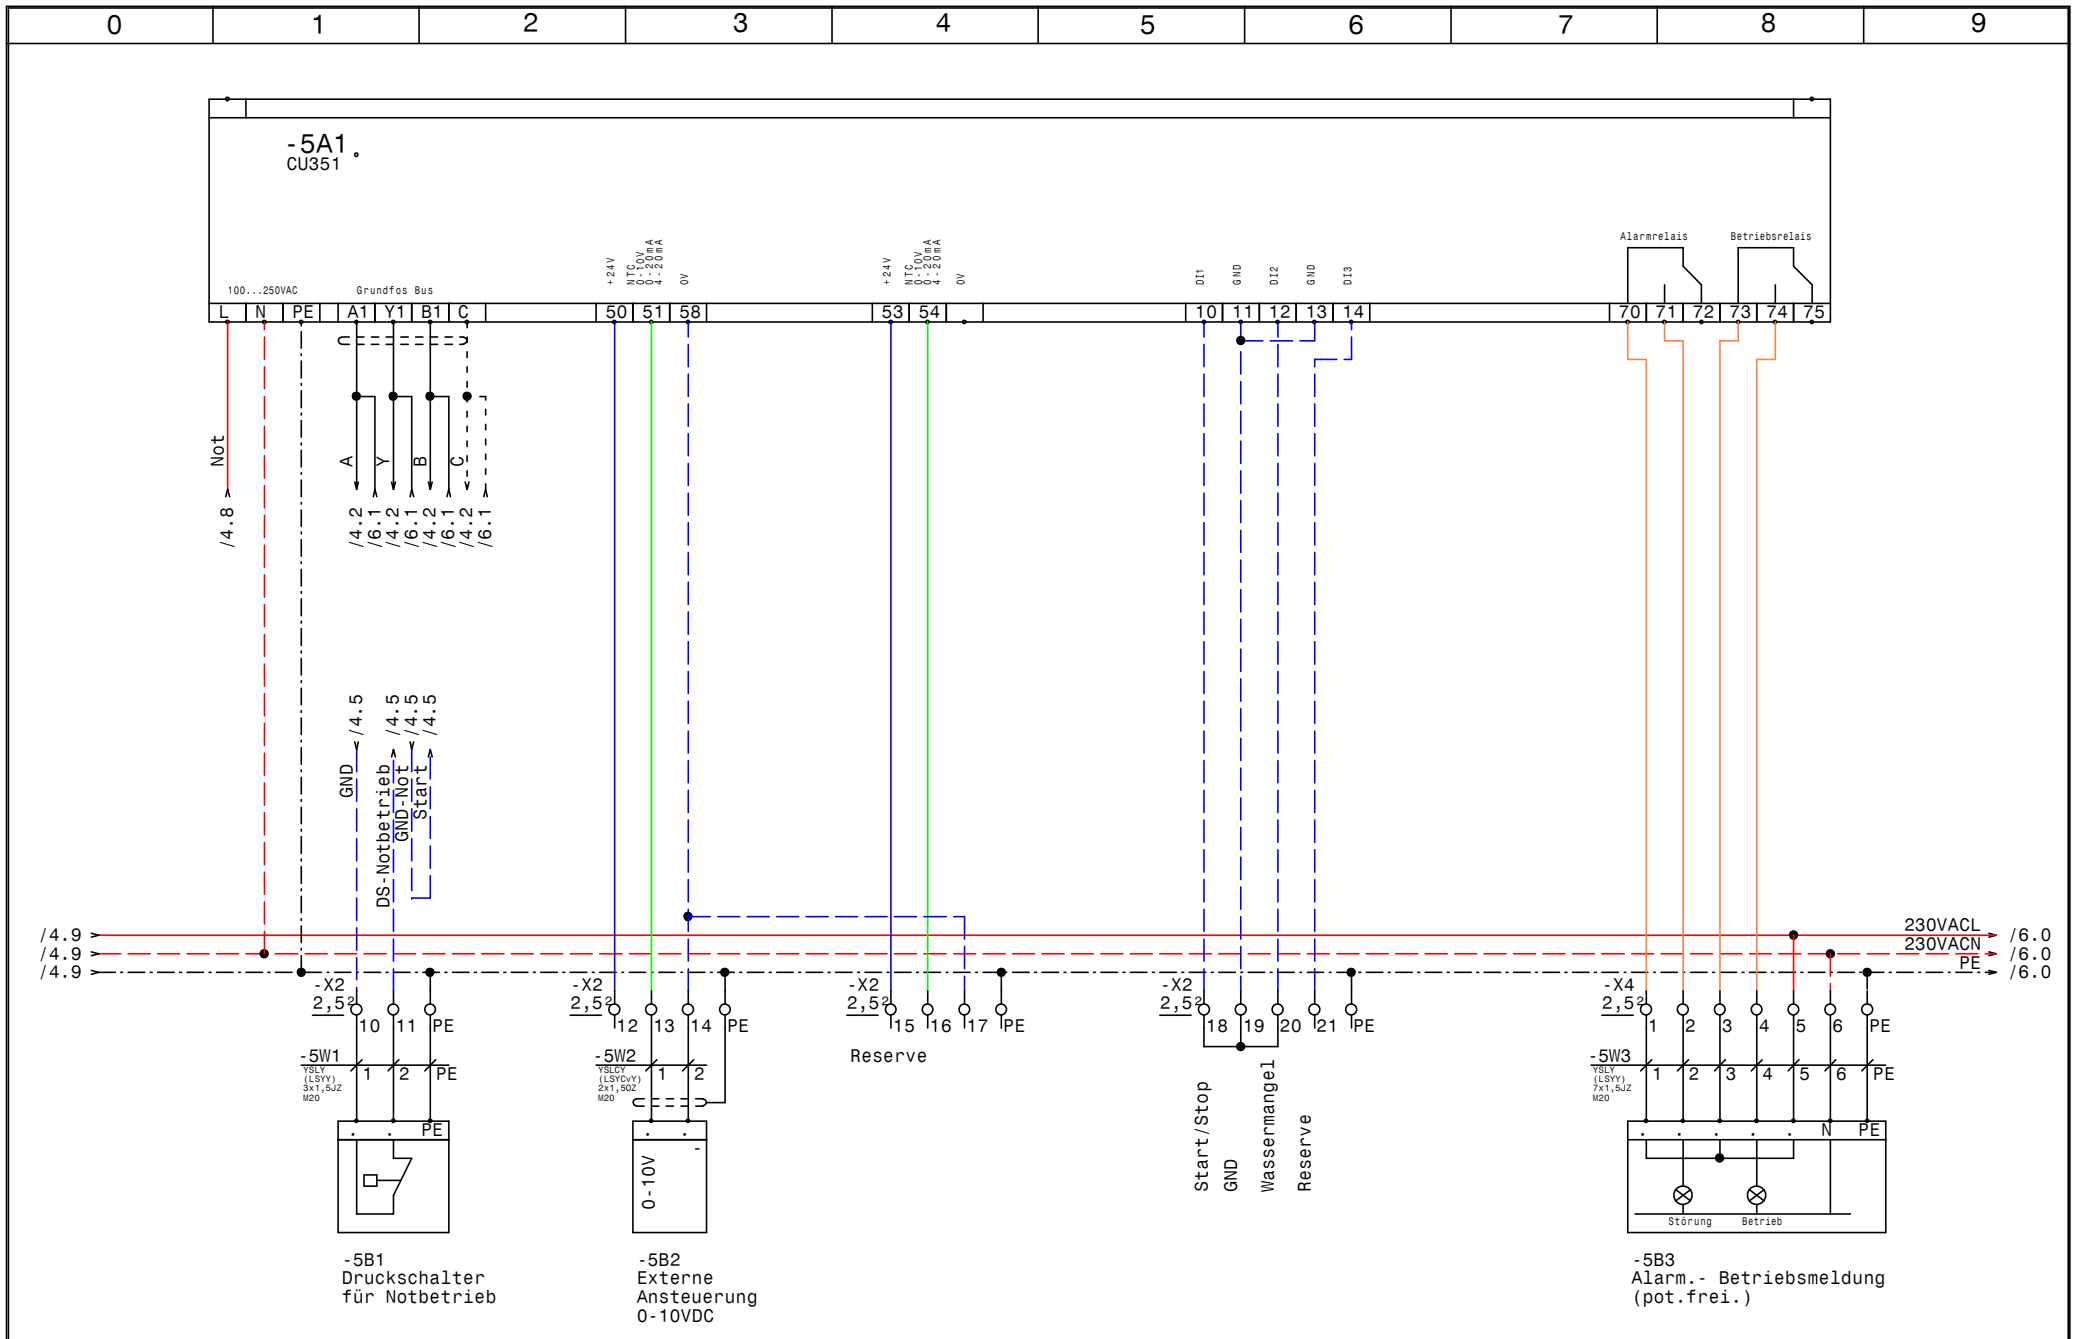 0 1 2 3 4 5 6 7 8 9
-5A1
CU351
Alarmrelais
Betriebsrelais
+24V
NTC
0-10V
0-20mA
4-20mA
0V
+24V
NTC
0-10V
0-20mA
4-20mA
0V
DI1
GND
DI2
GND
DI3
100...250VAC
Grundfos Bus
L N PE A1 Y1 B1 C 50 51 58 53 54 10 11 12 13 14 70 71 72 73 74 75
Not
A
Y
B
C
/4.8
/4.2
/6.1
/4.2
/6.1
/4.2
/6.1
/4.2
/6.1
/4.5
/4.5
/4.5
/4.5
GND
DS-Notbetrieb
GND-Not
Start
/4.9
230VACL
/6.0
/4.9
230VACN
/6.0
/4.9
PE
/6.0
-X2
2,5²
10 11 PE
-X2
2,5²
12 13 14 PE
-X2
2,5²
15 16 17 PE
Reserve
-X2
2,5²
18 19 20 21 PE
-X4
2,5²
1 2 3 4 5 6 PE
-5W1
YSLY
(LSYY)
3x1,5JZ
M20
1 2 PE
-5W2
YSLCY
(LSYCvY)
2x1,5OZ
M20
1 2
-5W3
YSLY
(LSYY)
7x1,5JZ
M20
1 2 3 4 5 6 PE
Start/Stop
GND
Wassermangel
Reserve
. . PE
. .
-
0-10V
. . . . . N PE
Störung
Betrieb
-5B1
Druckschalter
für Notbetrieb
-5B2
Externe
Ansteuerung
0-10VDC
-5B3
Alarm.- Betriebsmeldung
(pot.frei.)